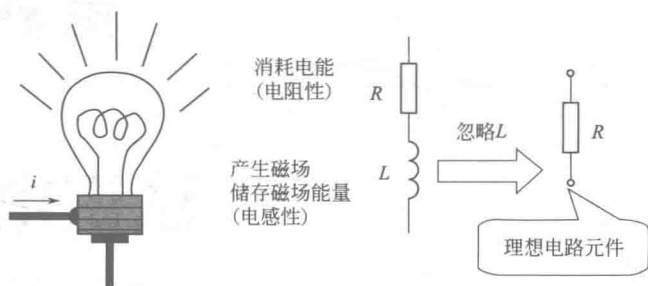 消耗电能
(电阻性)
R
产生磁场
储存磁场能量
(电感性)
L
i
忽略L
R
理想电路元件